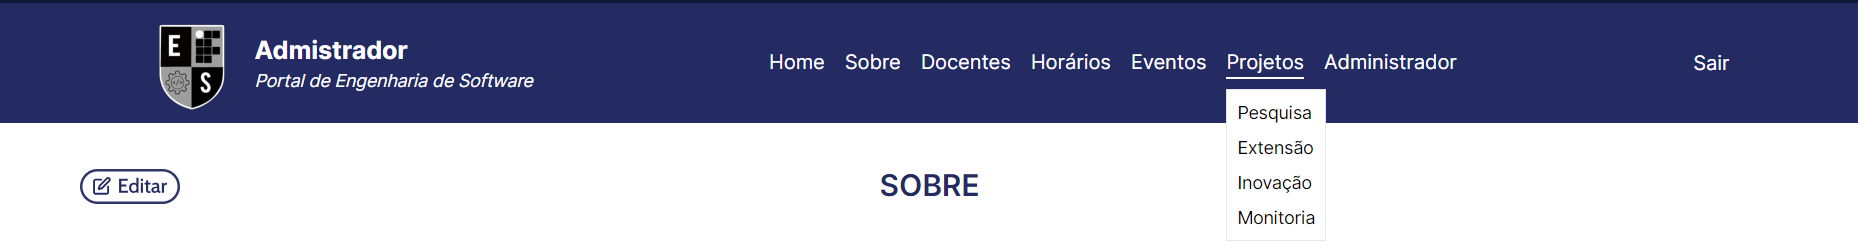 E
S
Admistrador
Portal de Engenharia de Software
Home Sobre Docentes Horários Eventos Projetos Administrador Sair
Pesquisa
Extensão
Inovação
Monitoria
Editar
SOBRE